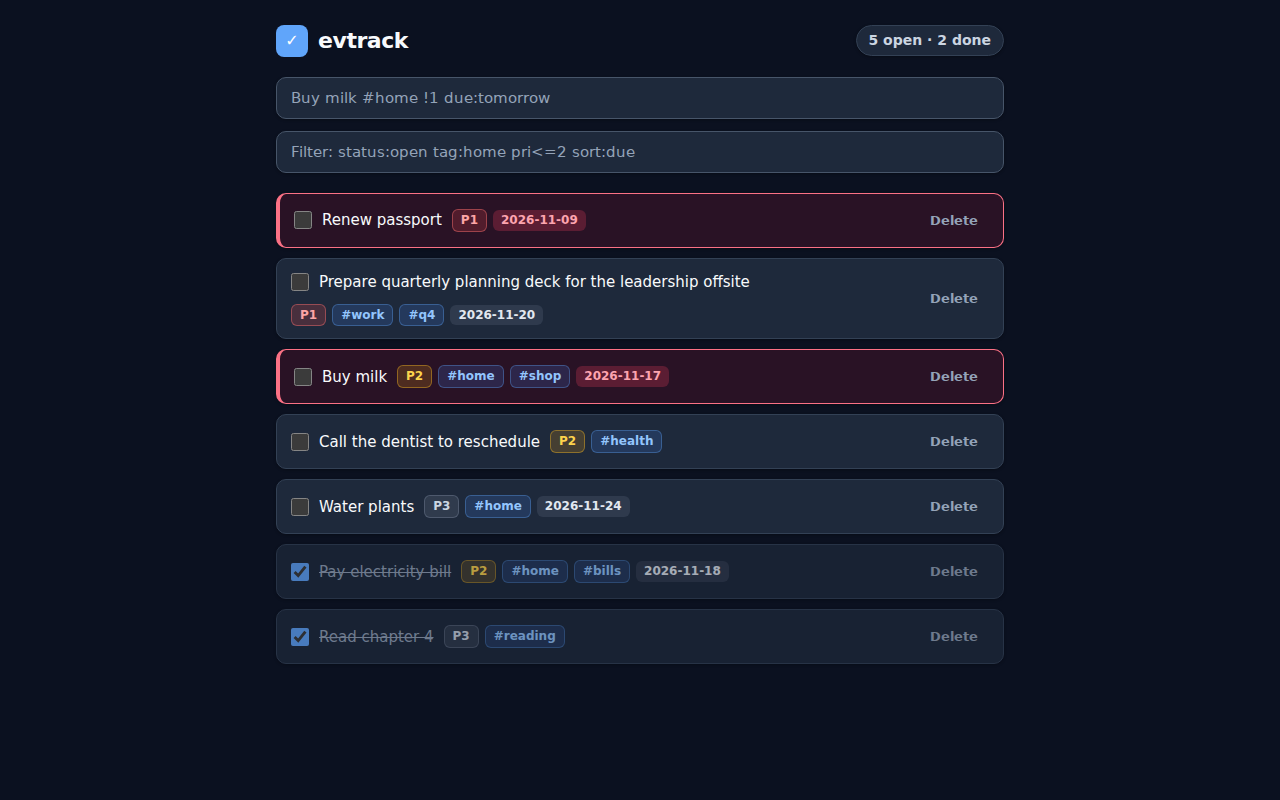 ✓ evtrack
5 open · 2 done
Buy milk #home !1 due:tomorrow
Filter: status:open tag:home pri<=2 sort:due
Renew passport P1 2026-11-09 Delete
Prepare quarterly planning deck for the leadership offsite
P1 #work #q4 2026-11-20
Delete
Buy milk P2 #home #shop 2026-11-17 Delete
Call the dentist to reschedule P2 #health Delete
Water plants P3 #home 2026-11-24 Delete
Pay electricity bill P2 #home #bills 2026-11-18 Delete
Read chapter 4 P3 #reading Delete